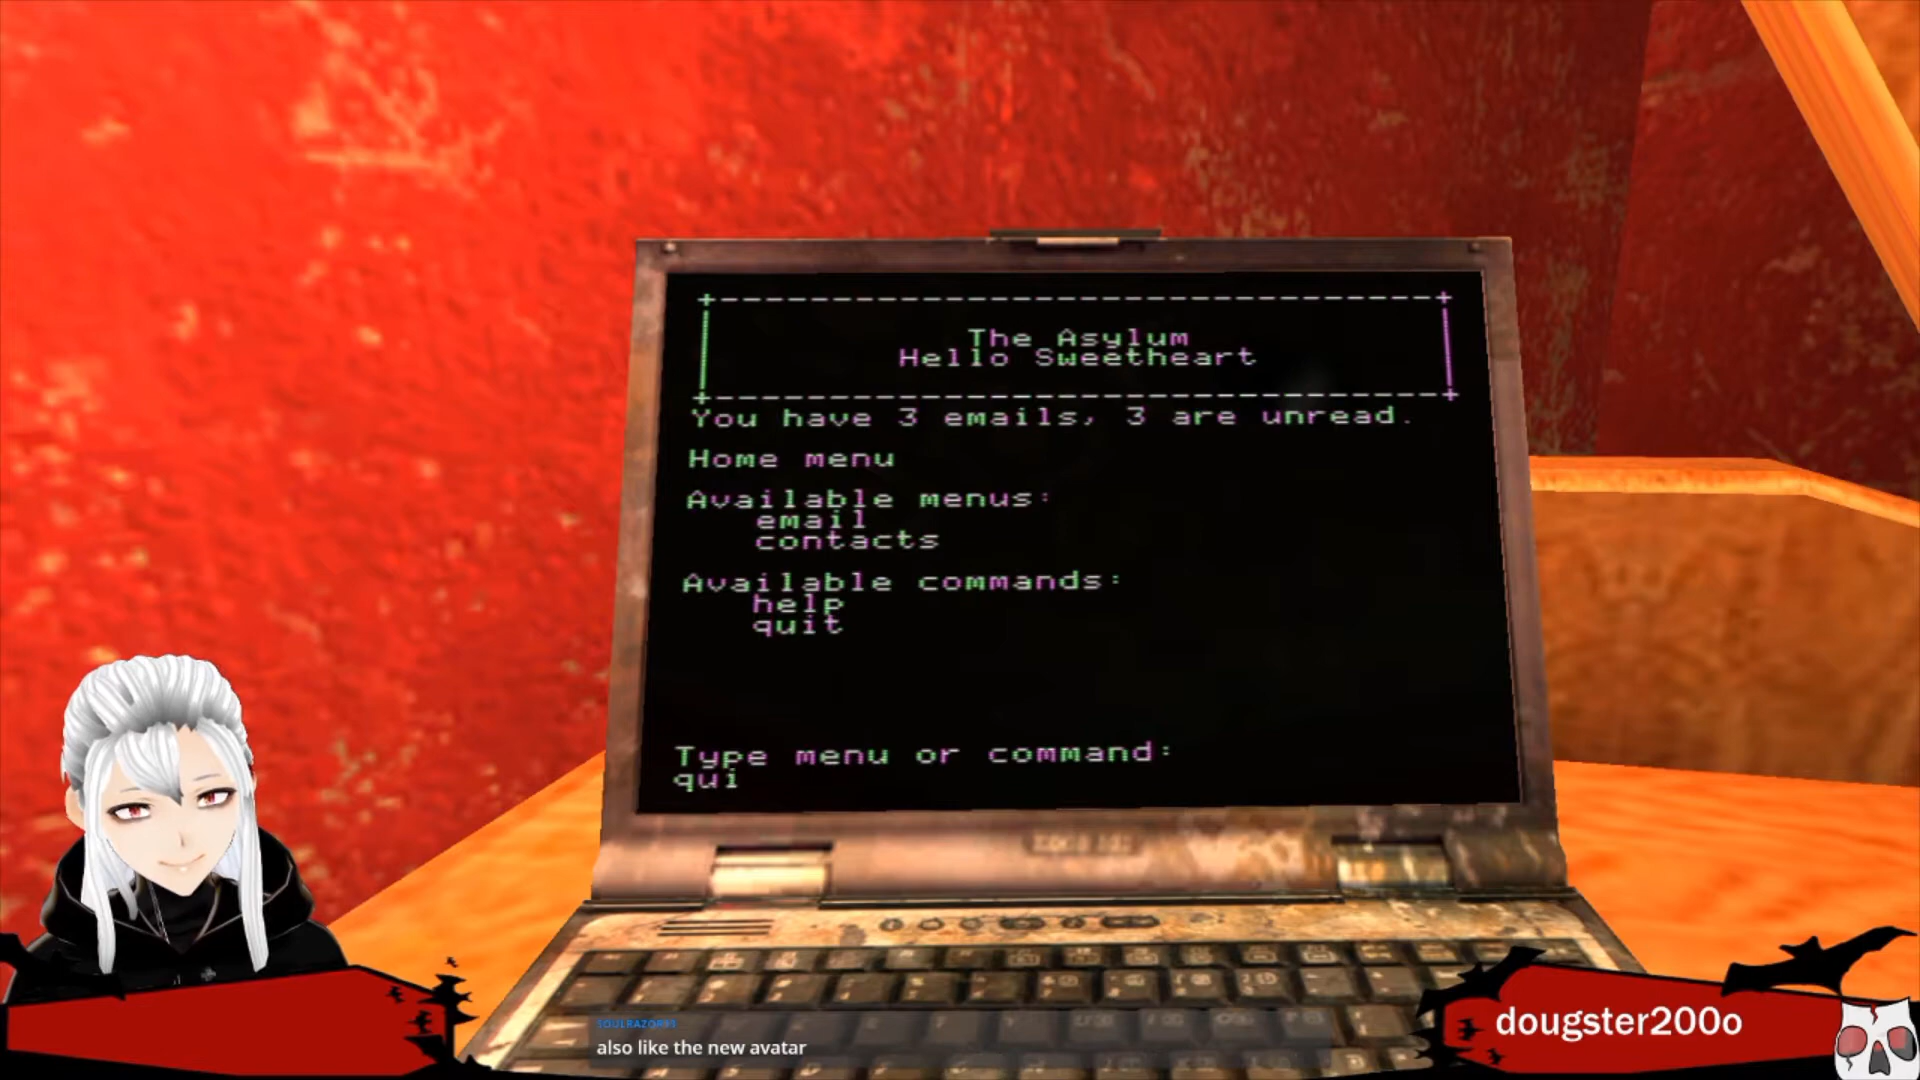 The Asylum
Hello Sweetheart
You have 3 emails, 3 are unread.
Home menu
Available menus:
email
contacts
Available commands:
help
quit
Type menu or command:
qui
dougster200o
also like the new avatar